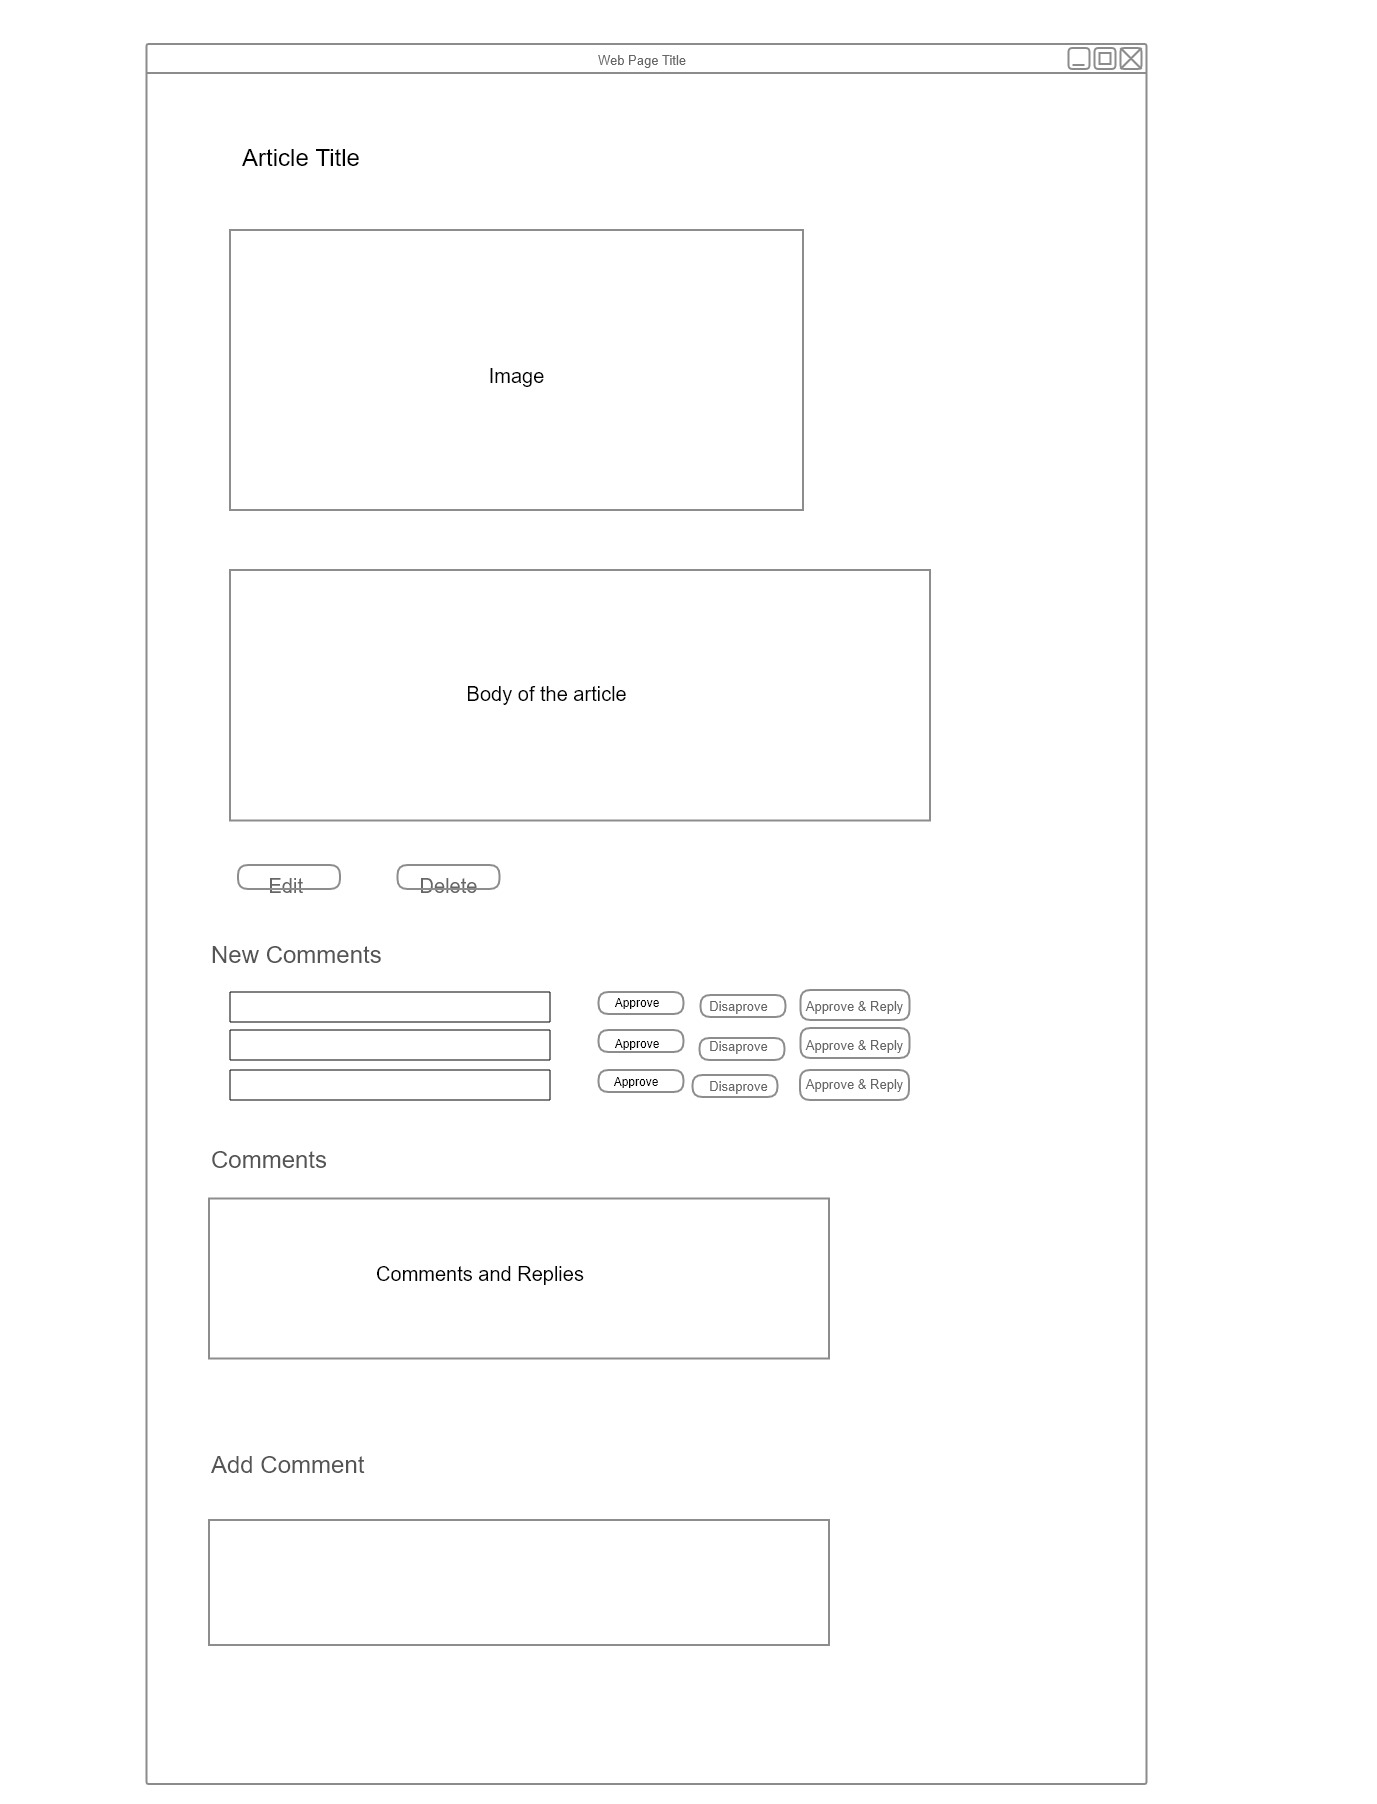 Web Page Title
Article Title
Image
Body of the article
Edit
Delete
New Comments
Approve
Disaprove
Approve & Reply
Approve
Disaprove
Approve & Reply
Approve
Disaprove
Approve & Reply
Comments
Comments and Replies
Add Comment